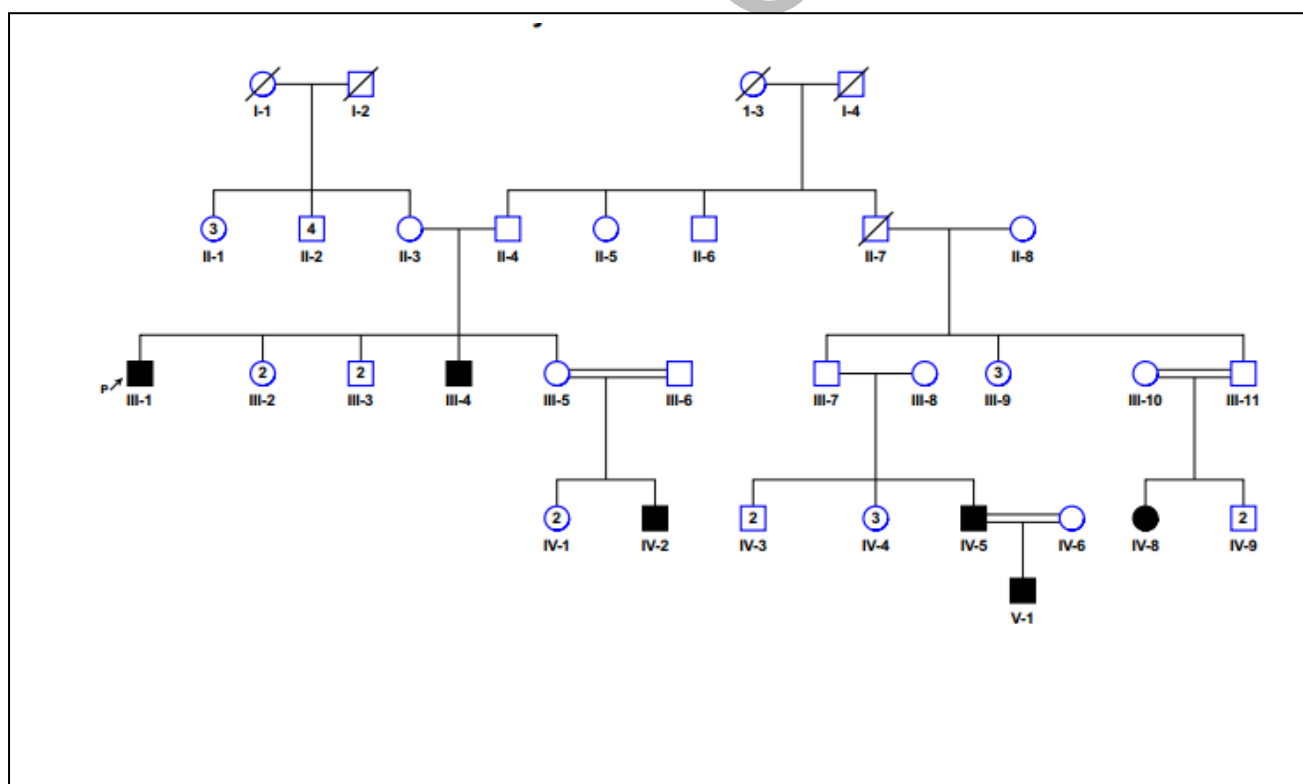 I-1 I-2 1-3 I-4
3 4
II-1 II-2 II-3 II-4 II-5 II-6 II-7 II-8
2 2 3
P III-1 III-2 III-3 III-4 III-5 III-6 III-7 III-8 III-9 III-10 III-11
2 2 3 2
IV-1 IV-2 IV-3 IV-4 IV-5 IV-6 IV-8 IV-9
V-1